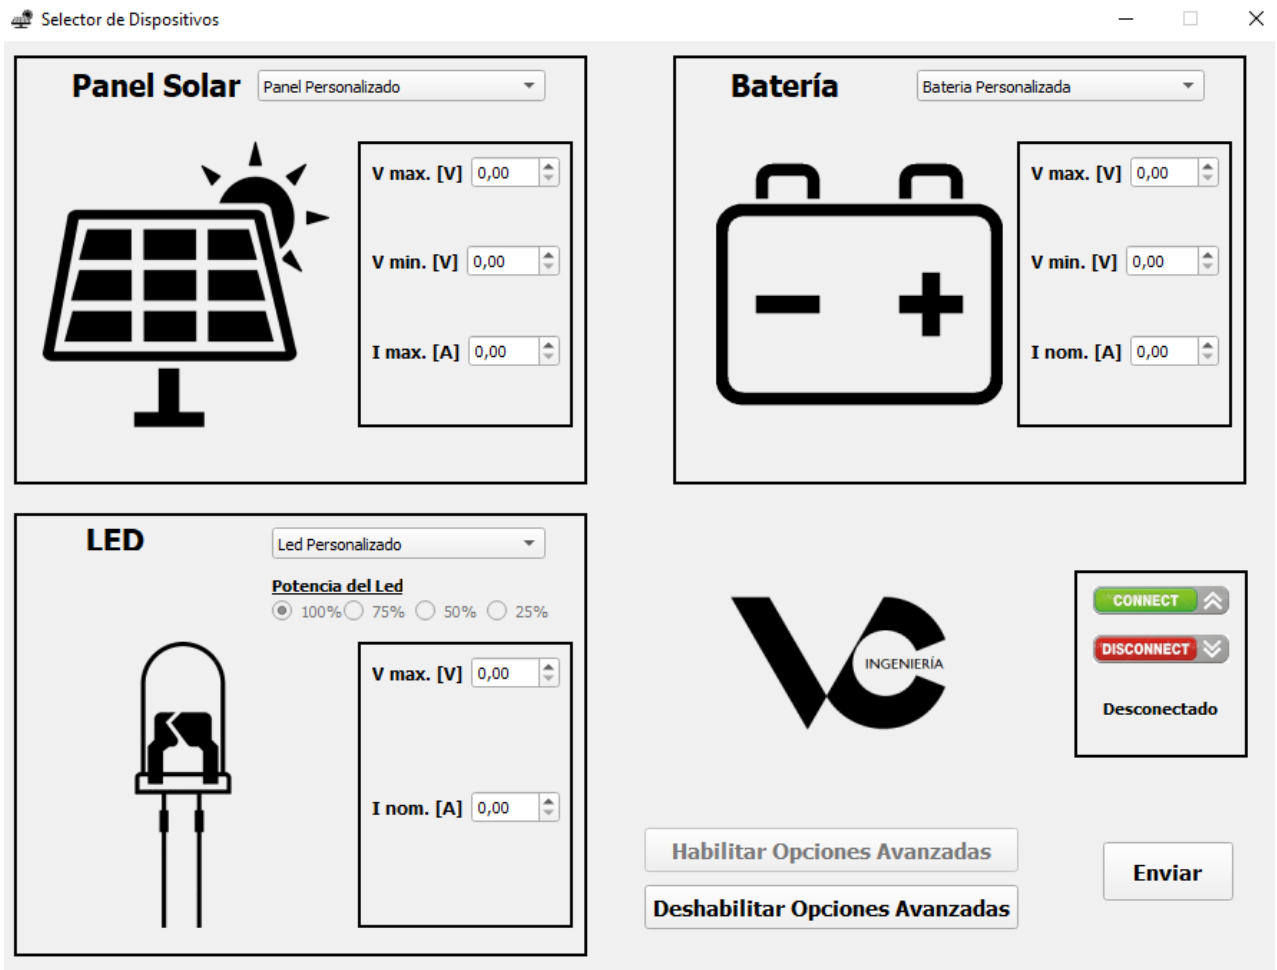 Selector de Dispositivos
Panel Solar Panel Personalizado
V max. [V] 0,00
V min. [V] 0,00
I max. [A] 0,00
Batería Bateria Personalizada
V max. [V] 0,00
V min. [V] 0,00
I nom. [A] 0,00
LED Led Personalizado
Potencia del Led
100% 75% 50% 25%
V max. [V] 0,00
I nom. [A] 0,00
VC INGENIERÍA
CONNECT
DISCONNECT
Desconectado
Habilitar Opciones Avanzadas
Deshabilitar Opciones Avanzadas
Enviar